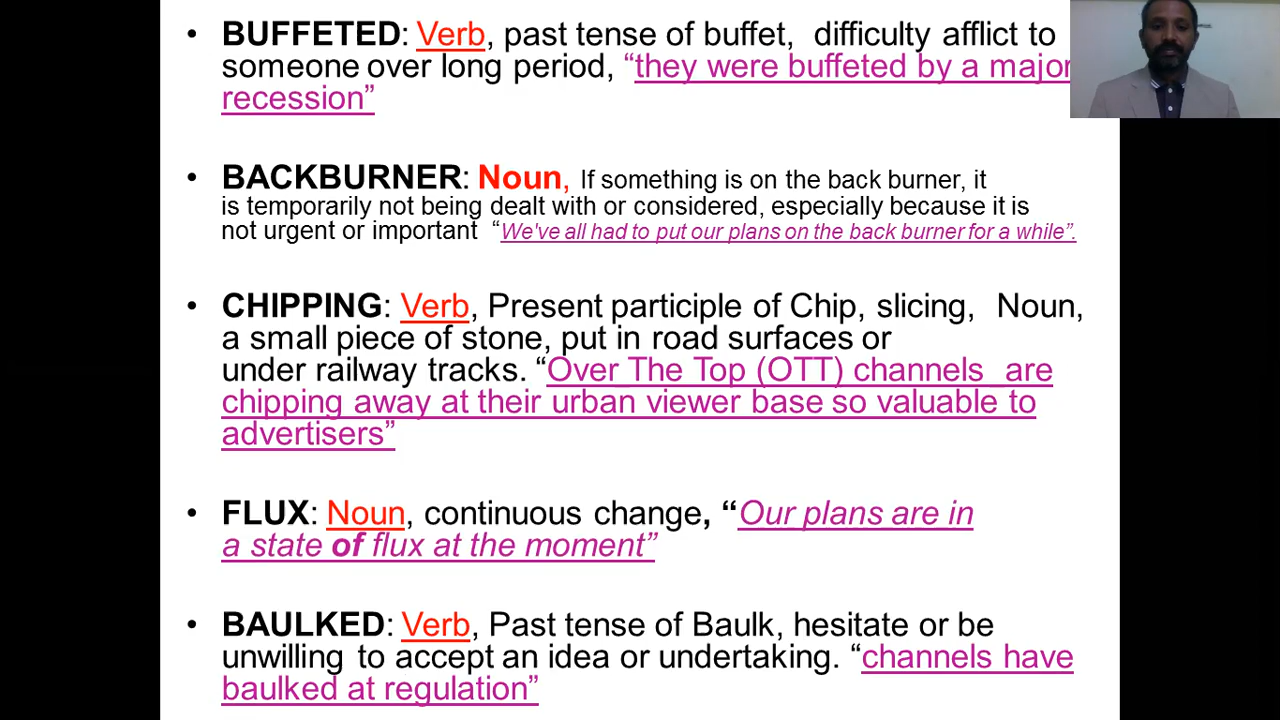 • BUFFETED: Verb, past tense of buffet, difficulty afflict to
someone over long period, “they were buffeted by a major
recession”
• BACKBURNER: Noun, If something is on the back burner, it
is temporarily not being dealt with or considered, especially because it is
not urgent or important “We've all had to put our plans on the back burner for a while”.
• CHIPPING: Verb, Present participle of Chip, slicing, Noun,
a small piece of stone, put in road surfaces or
under railway tracks. “Over The Top (OTT) channels are
chipping away at their urban viewer base so valuable to
advertisers”
• FLUX: Noun, continuous change, “Our plans are in
a state of flux at the moment”
• BAULKED: Verb, Past tense of Baulk, hesitate or be
unwilling to accept an idea or undertaking. “channels have
baulked at regulation”